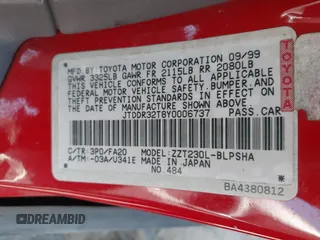 MFD. BY TOYOTA MOTOR CORPORATION 09/99
GVWR 3325LB GAWR FR 2115LB RR 2080LB
THIS VEHICLE CONFORMS TO ALL APPLICABLE
FEDERAL MOTOR VEHICLE SAFETY, BUMPER, AND
THEFT PREVENTION STANDARDS IN EFFECT ON
THE DATE OF MANUFACTURE SHOWN ABOVE.
JTDDR32T8Y0006737 PASS.CAR
C/TR:3P0/FA20 MODEL:ZZT230L-BLPSHA
A/TM:-03A/U341E MADE IN JAPAN
NO.484
TOYOTA
BA4380812
DREAMBID
COPART